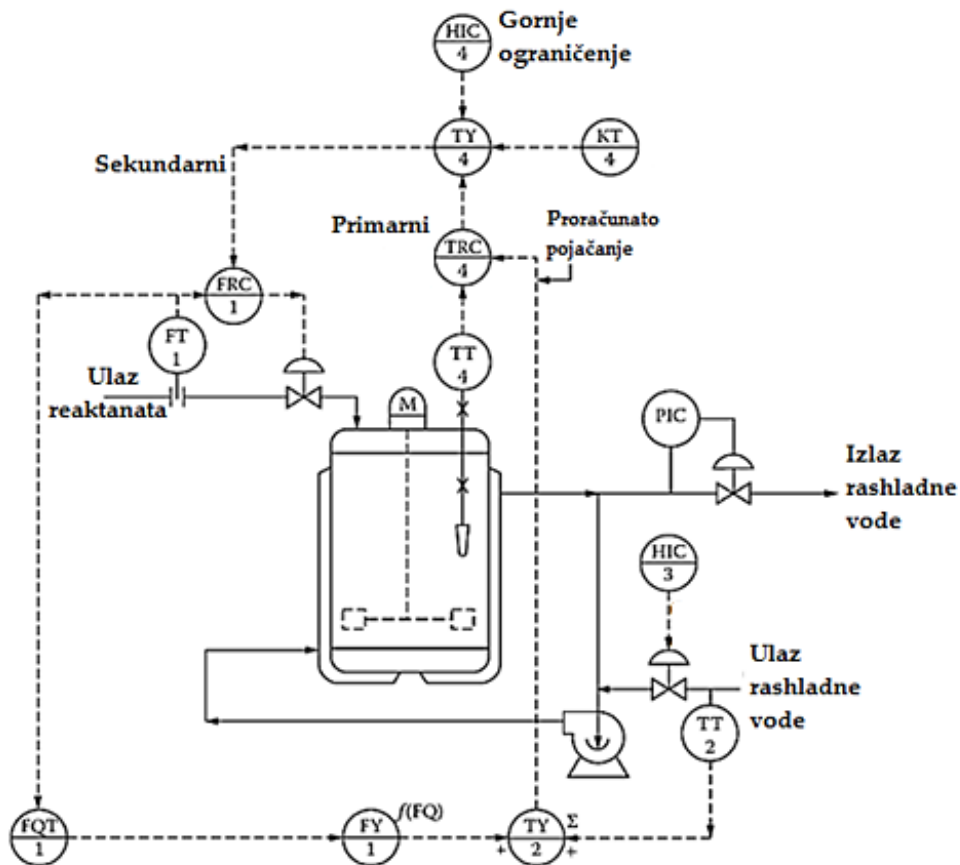 HIC
4
Gornje
ograničenje
TY
4
KT
4
Sekundarni
Primarni
TRC
4
Proračunato
pojačanje
FRC
1
FT
1
TT
4
Ulaz
reaktanata
M
PIC
Izlaz
rashladne
vode
HIC
3
Ulaz
rashladne
vode
TT
2
FQT
1
FY
1
f(FQ)
+
TY
2
Σ
+